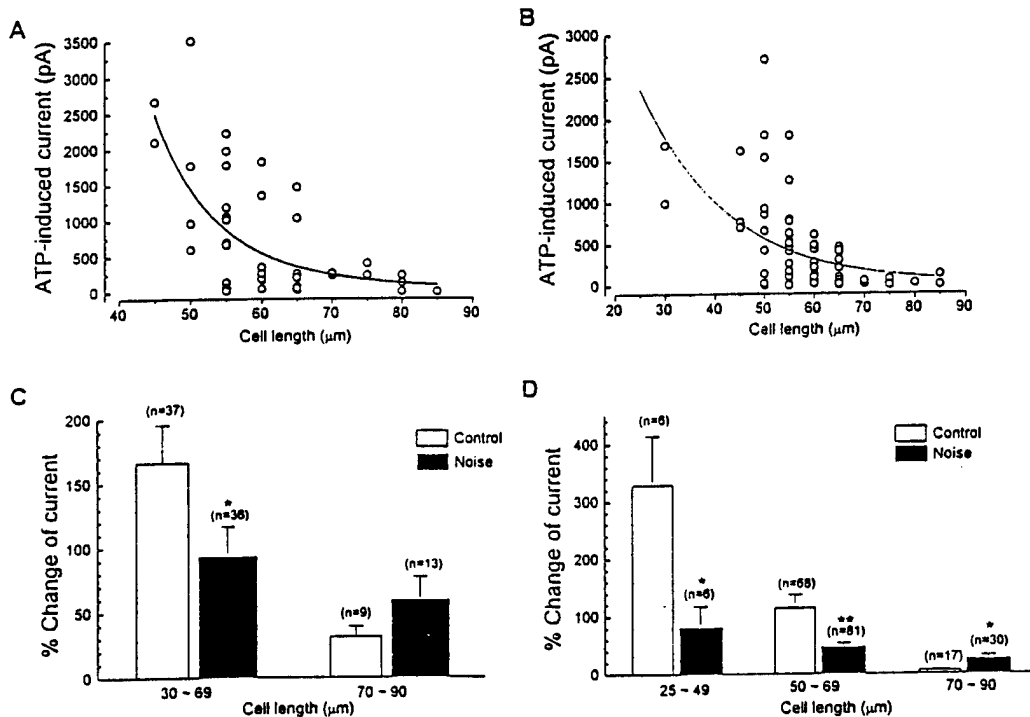 A
ATP-induced current (pA)
3500
3000
2500
2000
1500
1000
500
0
40 50 60 70 80 90
Cell length (μm)
B
ATP-induced current (pA)
3000
2500
2000
1500
1000
500
0
20 30 40 50 60 70 80 90
Cell length (μm)
C
% Change of current
200
150
100
50
0
(n=37)
*
(n=36)
(n=9)
(n=13)
Control
Noise
30 ~ 69 70 ~ 90
Cell length (μm)
D
% Change of current
400
300
200
100
0
(n=6)
*
(n=6)
(n=68)
**
(n=81)
(n=17)
*
(n=30)
Control
Noise
25 ~ 49 50 ~ 69 70 ~ 90
Cell length (μm)